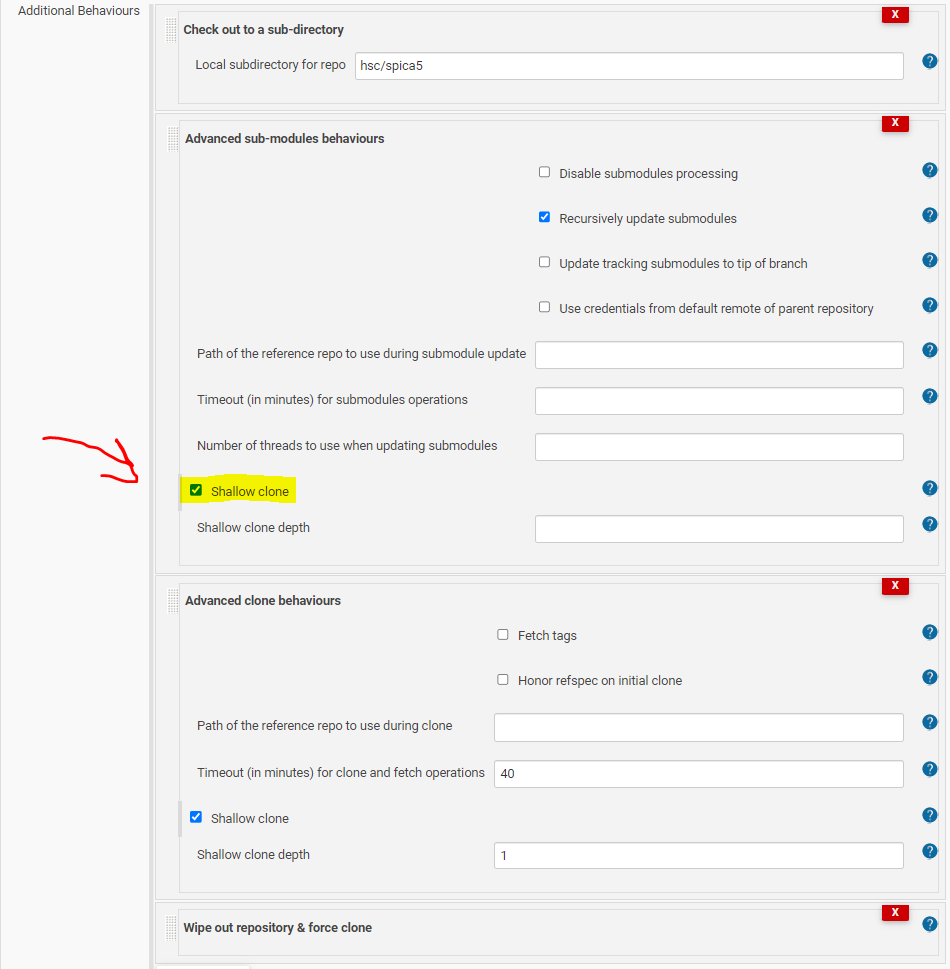 Additional Behaviours
X
Check out to a sub-directory
Local subdirectory for repo hsc/spica5 ?
X
Advanced sub-modules behaviours
Disable submodules processing ?
Recursively update submodules ?
Update tracking submodules to tip of branch ?
Use credentials from default remote of parent repository ?
Path of the reference repo to use during submodule update ?
Timeout (in minutes) for submodules operations ?
Number of threads to use when updating submodules
Shallow clone ?
Shallow clone depth ?
X
Advanced clone behaviours
Fetch tags ?
Honor refspec on initial clone ?
Path of the reference repo to use during clone ?
Timeout (in minutes) for clone and fetch operations 40 ?
Shallow clone ?
Shallow clone depth 1 ?
X
Wipe out repository & force clone ?